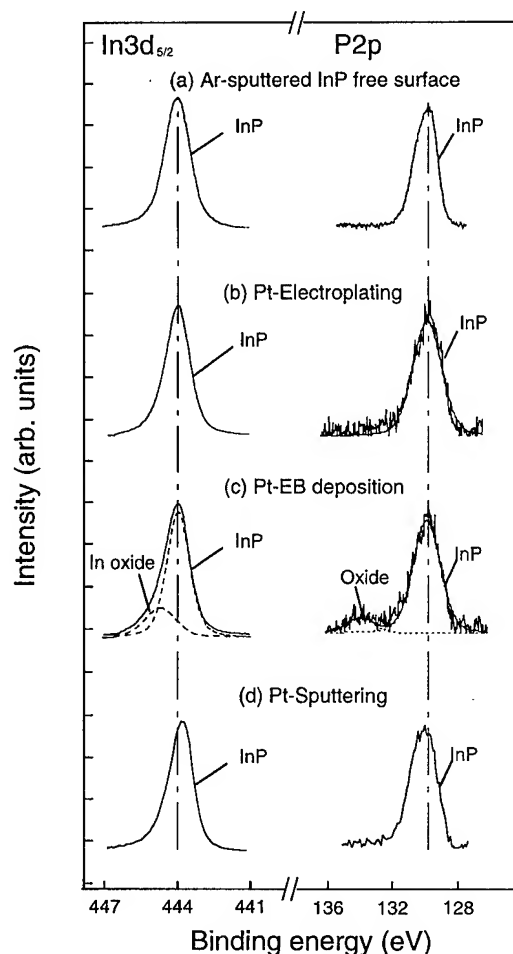 In3d5/2 P2p
(a) Ar-sputtered InP free surface
InP InP
(b) Pt-Electroplating
InP InP
(c) Pt-EB deposition
In oxide InP Oxide InP
(d) Pt-Sputtering
InP InP
Intensity (arb. units)
447 444 441 136 132 128
Binding energy (eV)